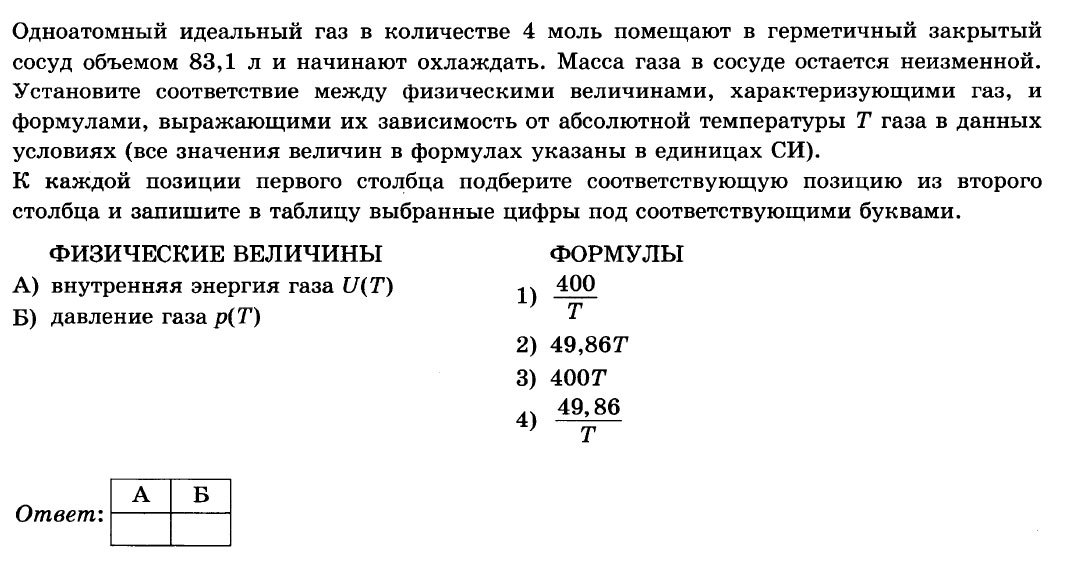 Одноатомный идеальный газ в количестве 4 моль помещают в герметичный закрытый
сосуд объемом 83,1 л и начинают охлаждать. Масса газа в сосуде остается неизменной.
Установите соответствие между физическими величинами, характеризующими газ, и
формулами, выражающими их зависимость от абсолютной температуры T газа в данных
условиях (все значения величин в формулах указаны в единицах СИ).
К каждой позиции первого столбца подберите соответствующую позицию из второго
столбца и запишите в таблицу выбранные цифры под соответствующими буквами.
ФИЗИЧЕСКИЕ ВЕЛИЧИНЫ
А) внутренняя энергия газа U(T)
Б) давление газа p(T)
ФОРМУЛЫ
1) 400/T
2) 49,86T
3) 400T
4) 49,86/T
Ответ:
А Б